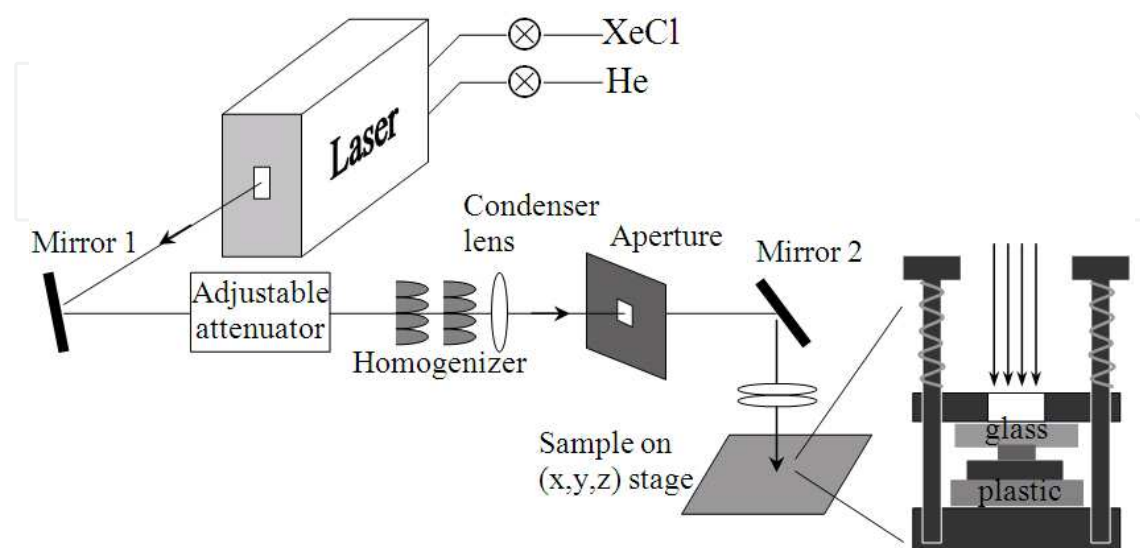 XeCl
He
Laser
Mirror 1
Condenser
lens
Aperture
Mirror 2
Adjustable
attenuator
Homogenizer
Sample on
(x,y,z) stage
glass
plastic